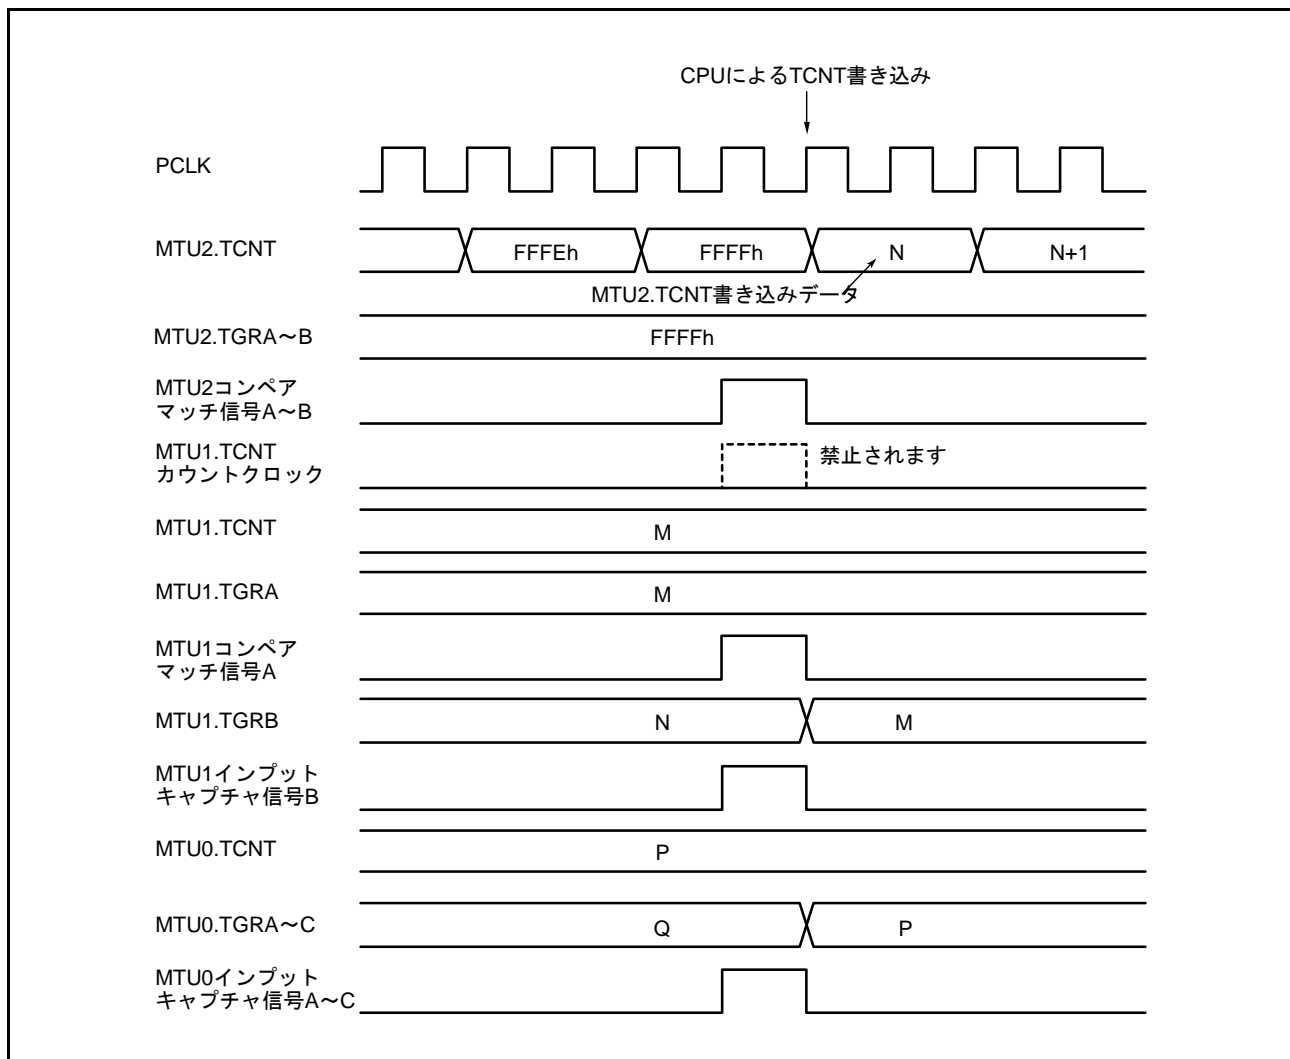 CPUによるTCNT書き込み
PCLK
MTU2.TCNT
FFFEh
FFFFh
N
N+1
MTU2.TCNT書き込みデータ
MTU2.TGRA～B
FFFFh
MTU2コンペア
マッチ信号A～B
MTU1.TCNT
カウントクロック
禁止されます
MTU1.TCNT
M
MTU1.TGRA
M
MTU1コンペア
マッチ信号A
MTU1.TGRB
N
M
MTU1インプット
キャプチャ信号B
MTU0.TCNT
P
MTU0.TGRA～C
Q
P
MTU0インプット
キャプチャ信号A～C